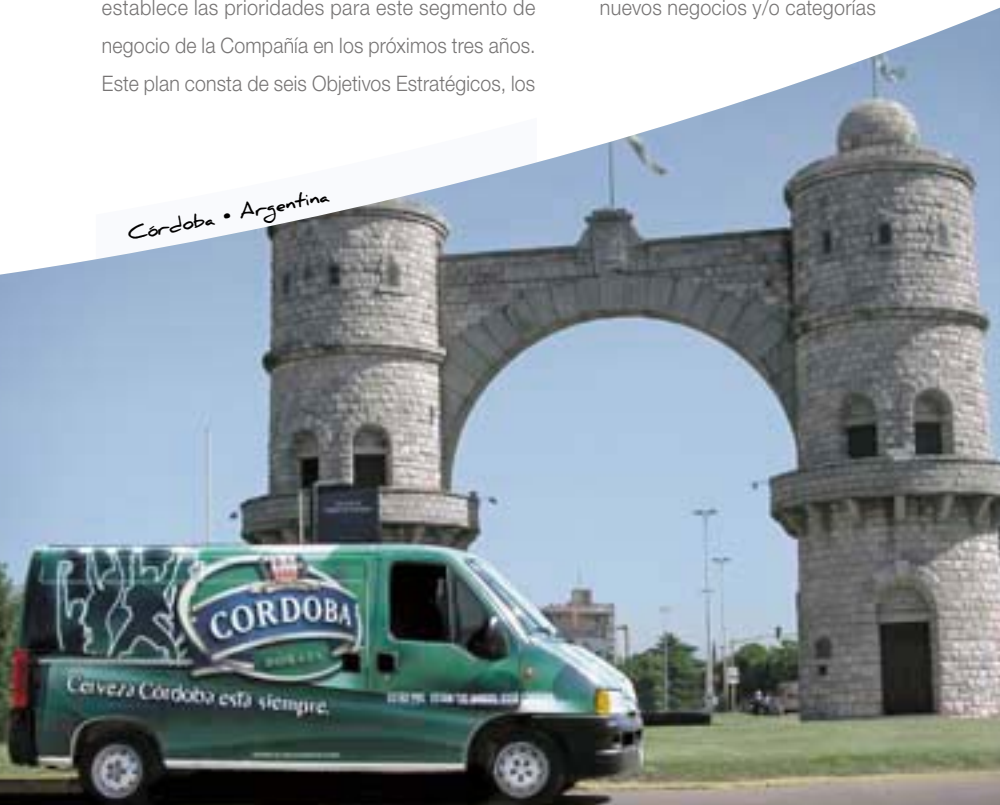 establece las prioridades para este segmento de
negocio de la Compañía en los próximos tres años.
Este plan consta de seis Objetivos Estratégicos, los
nuevos negocios y/o categorías
Córdoba • Argentina
CORDOBA
DORADA
Cerveza Córdoba está siempre.